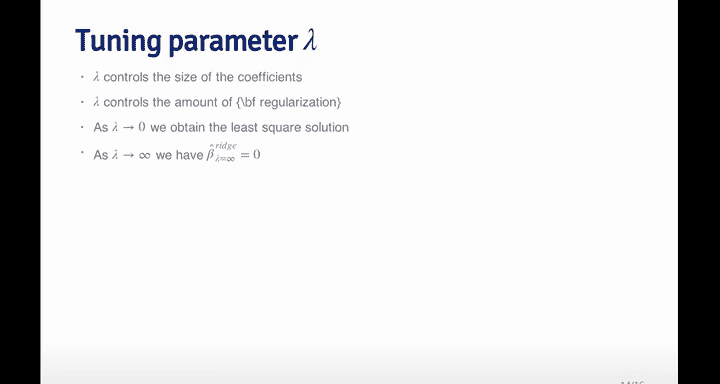 Tuning parameter λ
· λ controls the size of the coefficients
· λ controls the amount of {\bf regularization}
· As λ → 0 we obtain the least square solution
· As λ → ∞ we have β̂^{ridge}_{λ=∞} = 0